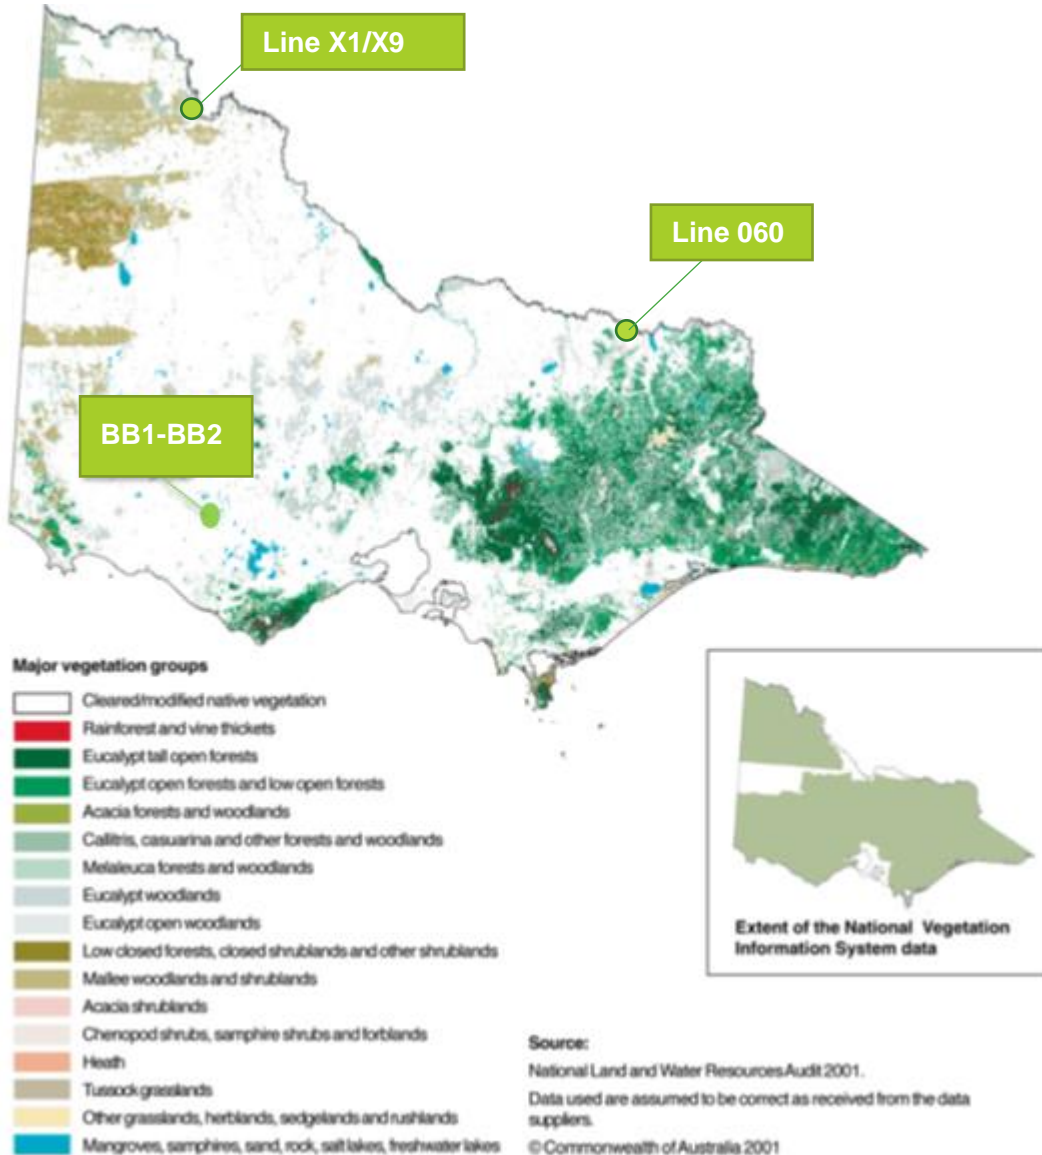 Line X1/X9
Line 060
BB1-BB2
Major vegetation groups
Cleared/modified native vegetation
Rainforest and vine thickets
Eucalypt tall open forests
Eucalypt open forests and low open forests
Acacia forests and woodlands
Callitris, casuarina and other forests and woodlands
Melaleuca forests and woodlands
Eucalypt woodlands
Eucalypt open woodlands
Low closed forests, closed shrublands and other shrublands
Mallee woodlands and shrublands
Acacia shrublands
Chenopod shrubs, samphire shrubs and forblands
Heath
Tussock grasslands
Other grasslands, herblands, sedgelands and rushlands
Mangroves, samphires, sand, rock, salt lakes, freshwater lakes
Extent of the National Vegetation
Information System data
Source:
National Land and Water Resources Audit 2001.
Data used are assumed to be correct as received from the data
suppliers.
© Commonwealth of Australia 2001